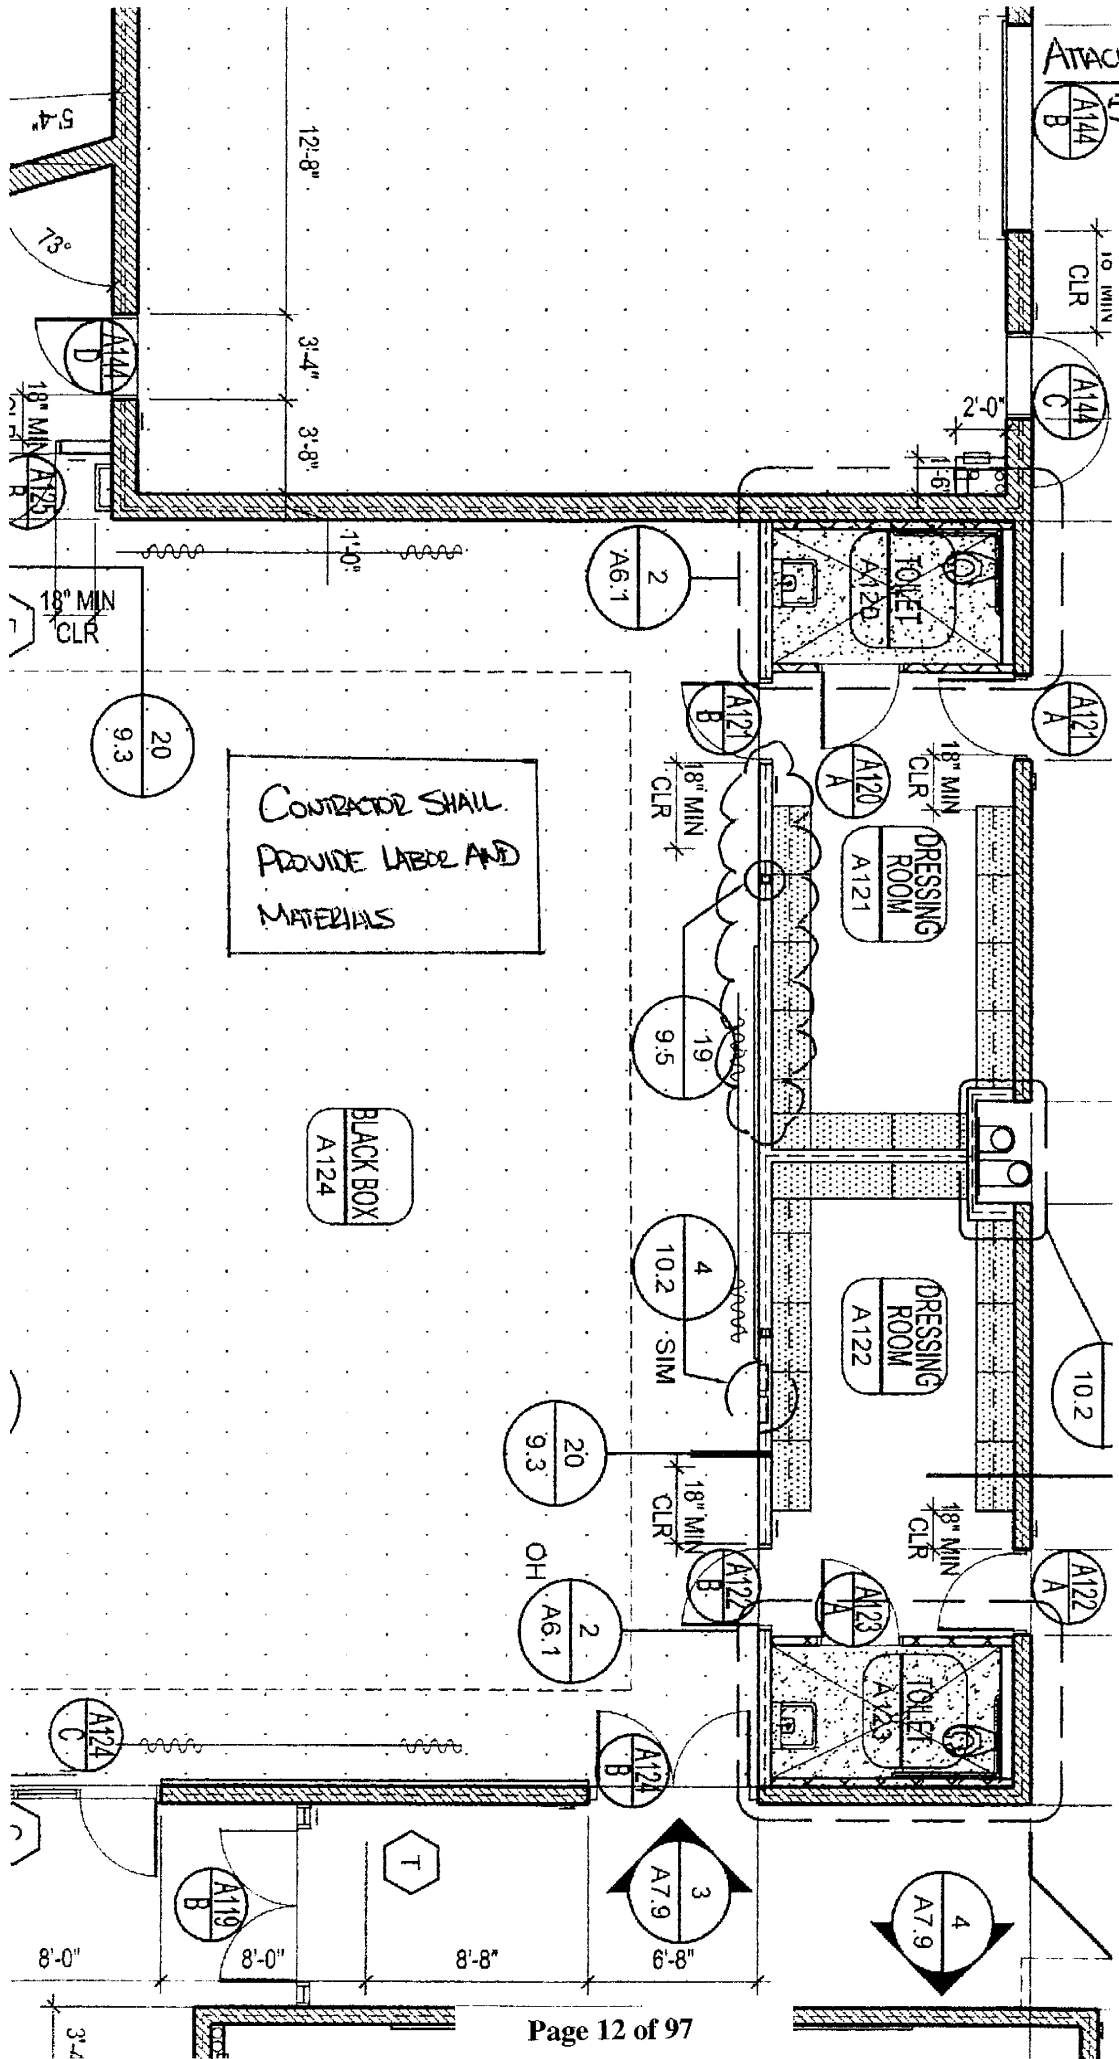 ATTAC
A144
B
5'-4"
12'-8"
73°
CLR
A144
D
3'-4"
A144
C
2'-0"
18" MIN
3'-8"
1'-6"
A125
1'-0"
2
A6.1
TOILET
A120
18" MIN
CLR
A121
B
A121
A
20
9.3
18" MIN
CLR
A120
A
18" MIN
CLR
CONTRACTOR SHALL
PROVIDE LABOR AND
MATERIALS
DRESSING
ROOM
A121
19
9.5
BLACK BOX
A124
4
10.2
SIM
DRESSING
ROOM
A122
10.2
20
9.3
18" MIN
CLR
18" MIN
CLR
OH
A122
B
A123
A
A122
A
2
A6.1
TOILET
A123
A124
C
A124
B
T
3
A7.9
A119
B
4
A7.9
8'-0"
8'-0"
8'-8"
6'-8"
Page 12 of 97